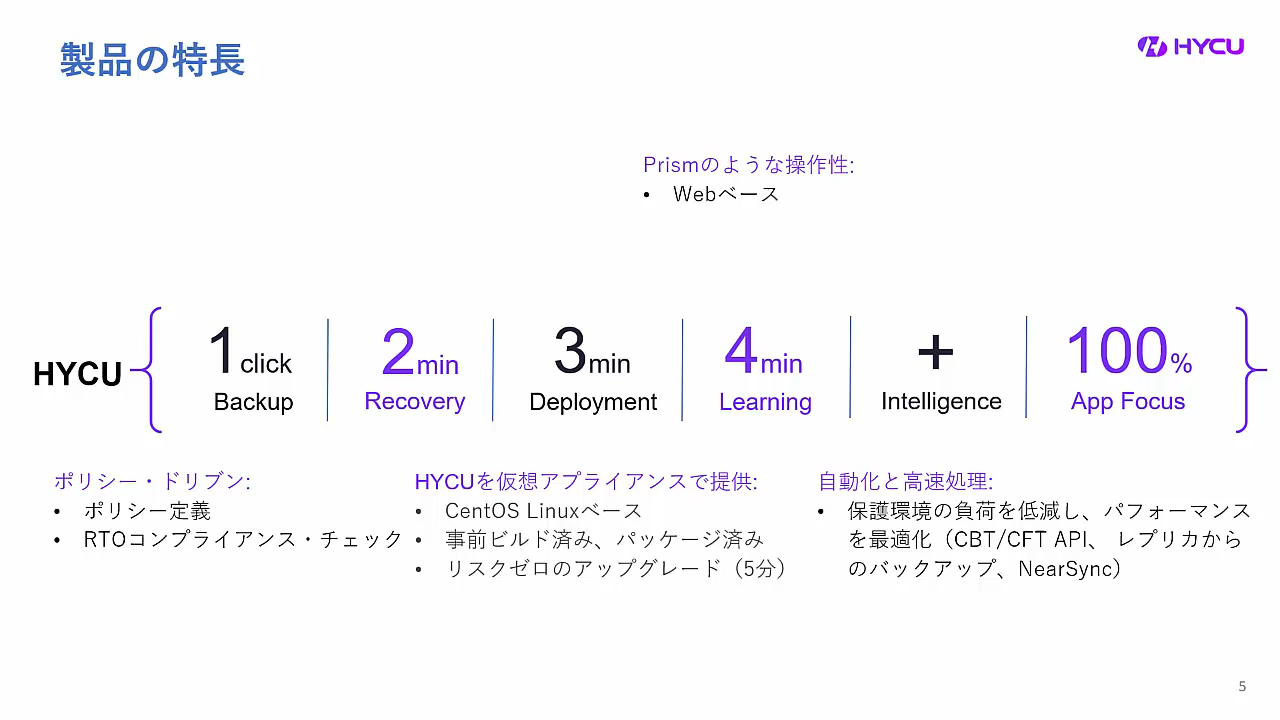 製品の特長
HYCU
Prismのような操作性:
• Webベース
HYCU
1click
Backup
2min
Recovery
3min
Deployment
4min
Learning
+
Intelligence
100%
App Focus
ポリシー・ドリブン:
• ポリシー定義
• RTOコンプライアンス・チェック
HYCUを仮想アプライアンスで提供:
• CentOS Linuxベース
• 事前ビルド済み、パッケージ済み
• リスクゼロのアップグレード（5分）
自動化と高速処理:
• 保護環境の負荷を低減し、パフォーマンス
を最適化（CBT/CFT API、 レプリカから
のバックアップ、NearSync）
5